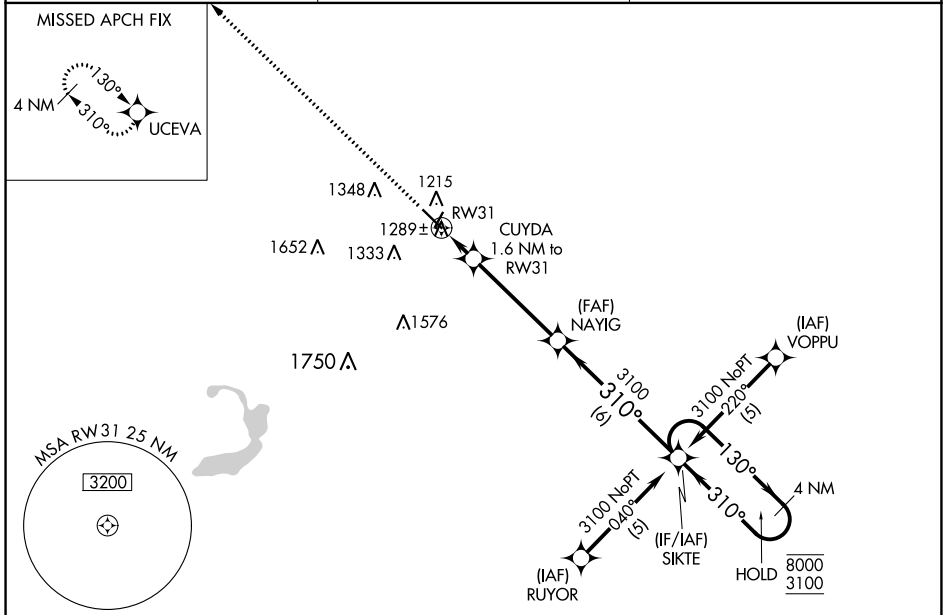 MISSED APCH FIX
130°
4 NM
310°
UCEVA
1348
1215
RW31
1289±
CUYDA
1.6 NM to
RW31
1652
1333
1576
1750
(FAF)
NAYIG
(IAF)
VOPPU
3100
310°
(6)
3100 NoPT
220°
(5)
130°
310°
4 NM
MSA RW31 25 NM
3200
3100 NoPT
040°
(5)
(IF/IAF)
SIKTE
(IAF)
RUYOR
HOLD
8000
3100